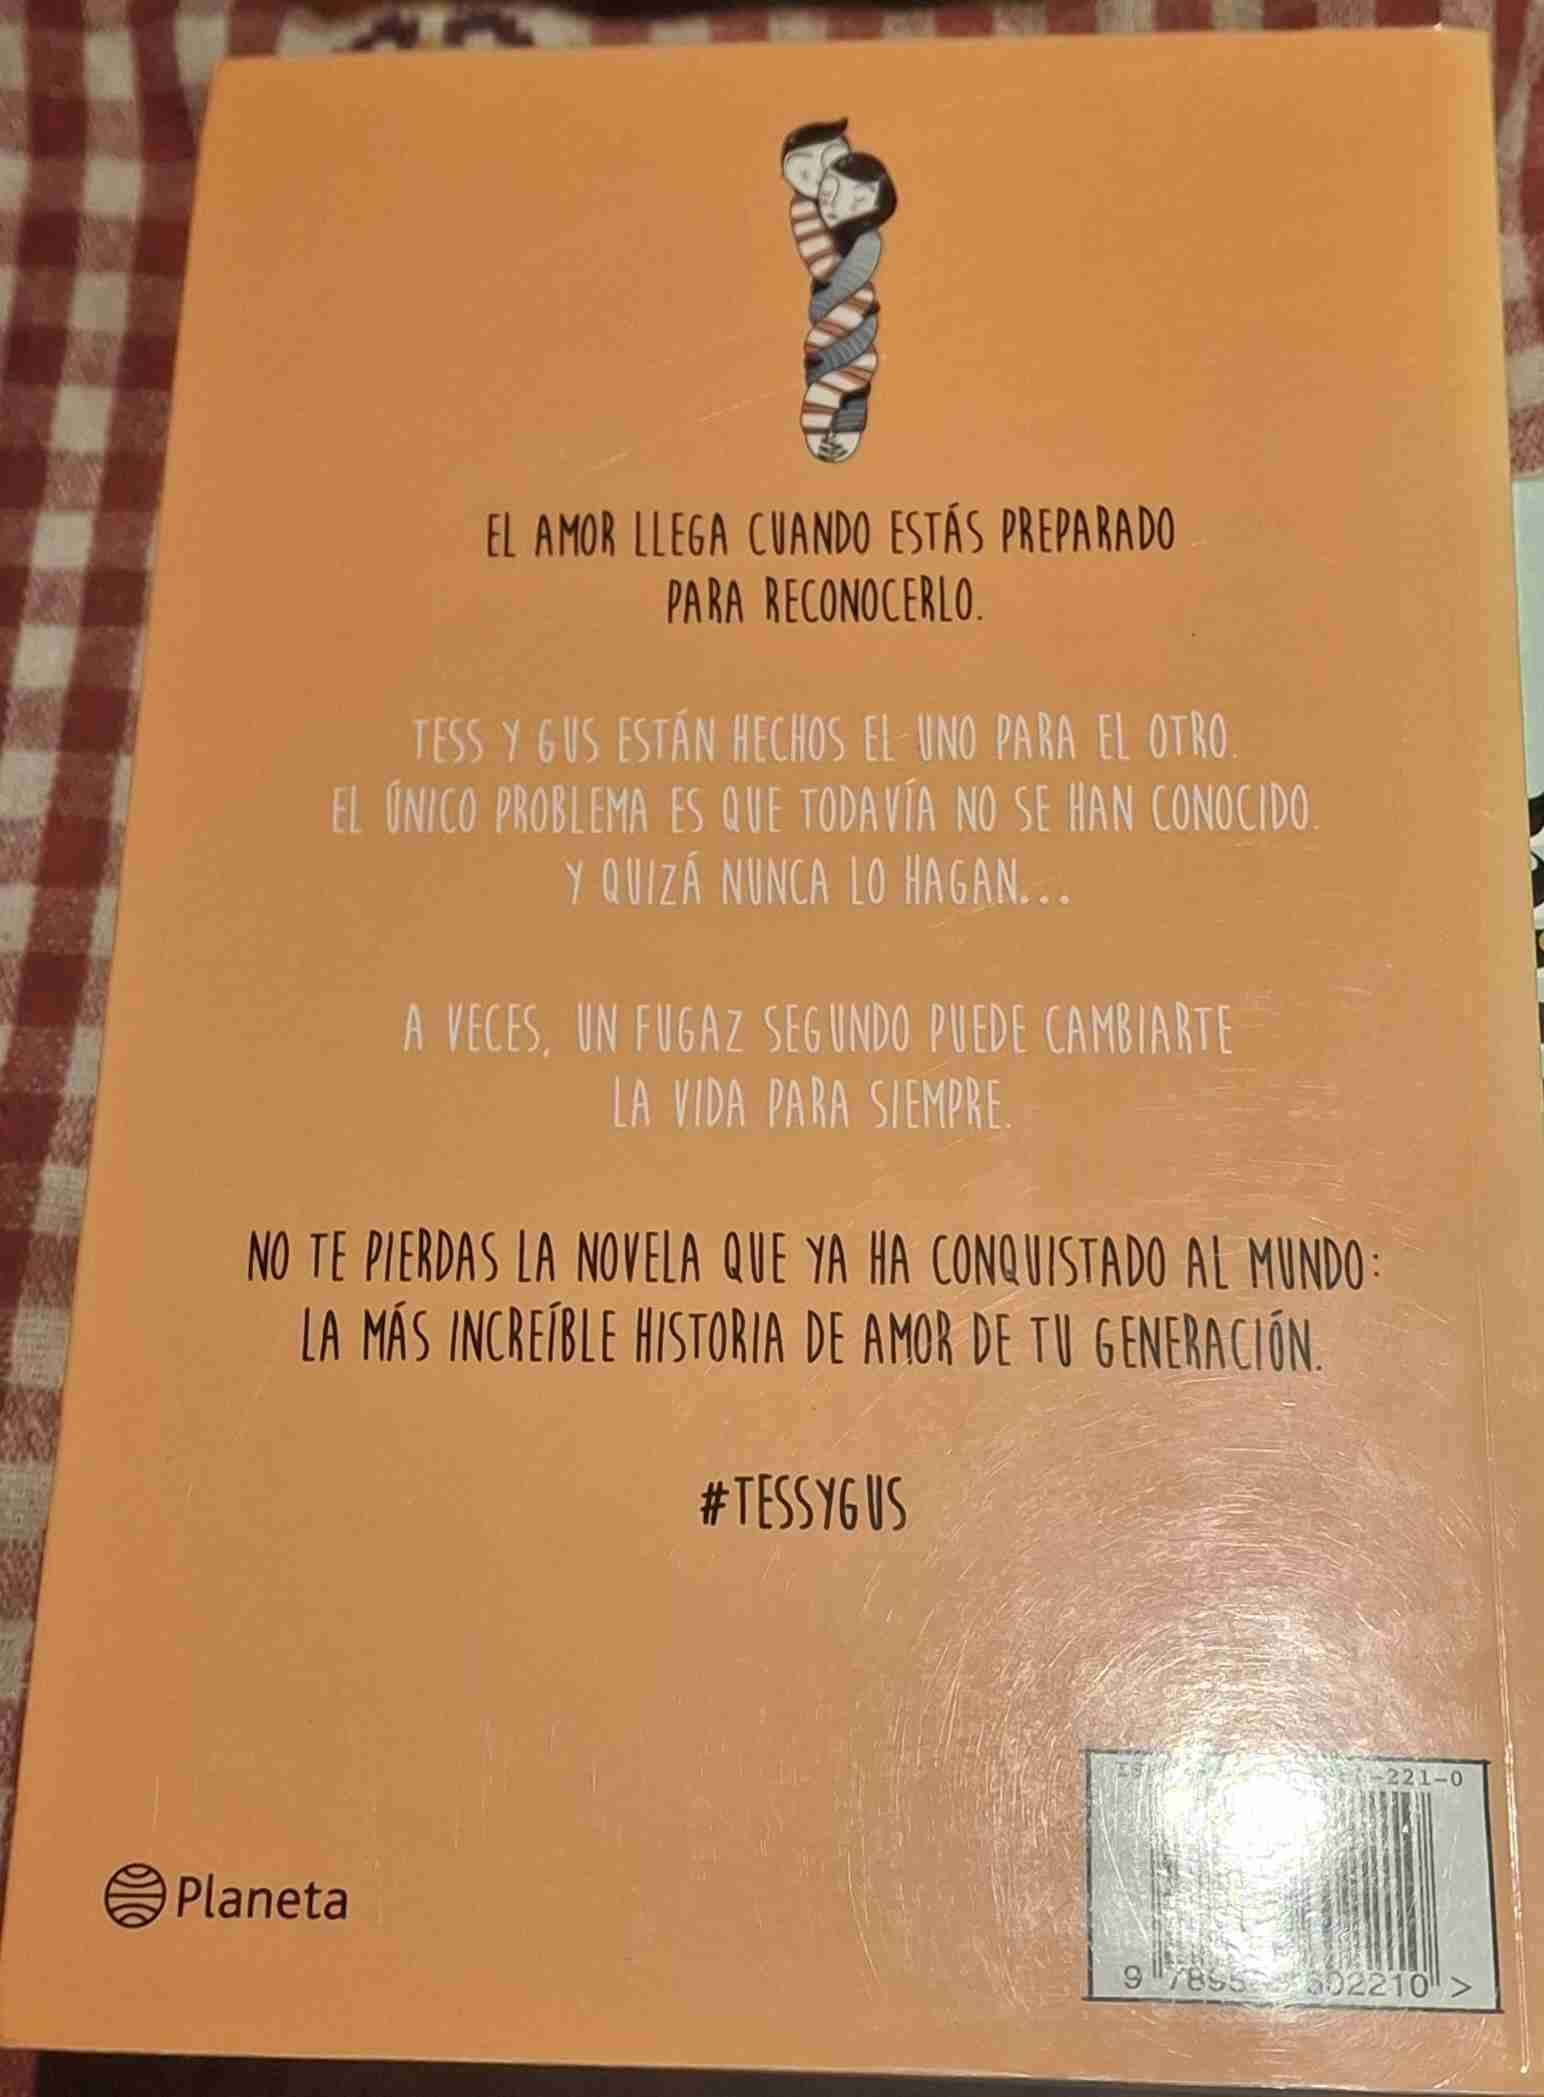 EL AMOR LLEGA CUANDO ESTÁS PREPARADO
PARA RECONOCERLO.
TESS Y GUS ESTÁN HECHOS EL UNO PARA EL OTRO.
EL ÚNICO PROBLEMA ES QUE TODAVÍA NO SE HAN CONOCIDO.
Y QUIZÁ NUNCA LO HAGAN...
A VECES, UN FUGAZ SEGUNDO PUEDE CAMBIARTE
LA VIDA PARA SIEMPRE.
NO TE PIERDAS LA NOVELA QUE YA HA CONQUISTADO AL MUNDO:
LA MÁS INCREÍBLE HISTORIA DE AMOR DE TU GENERACIÓN.
#TESSYGUS
-221-0
Planeta
9